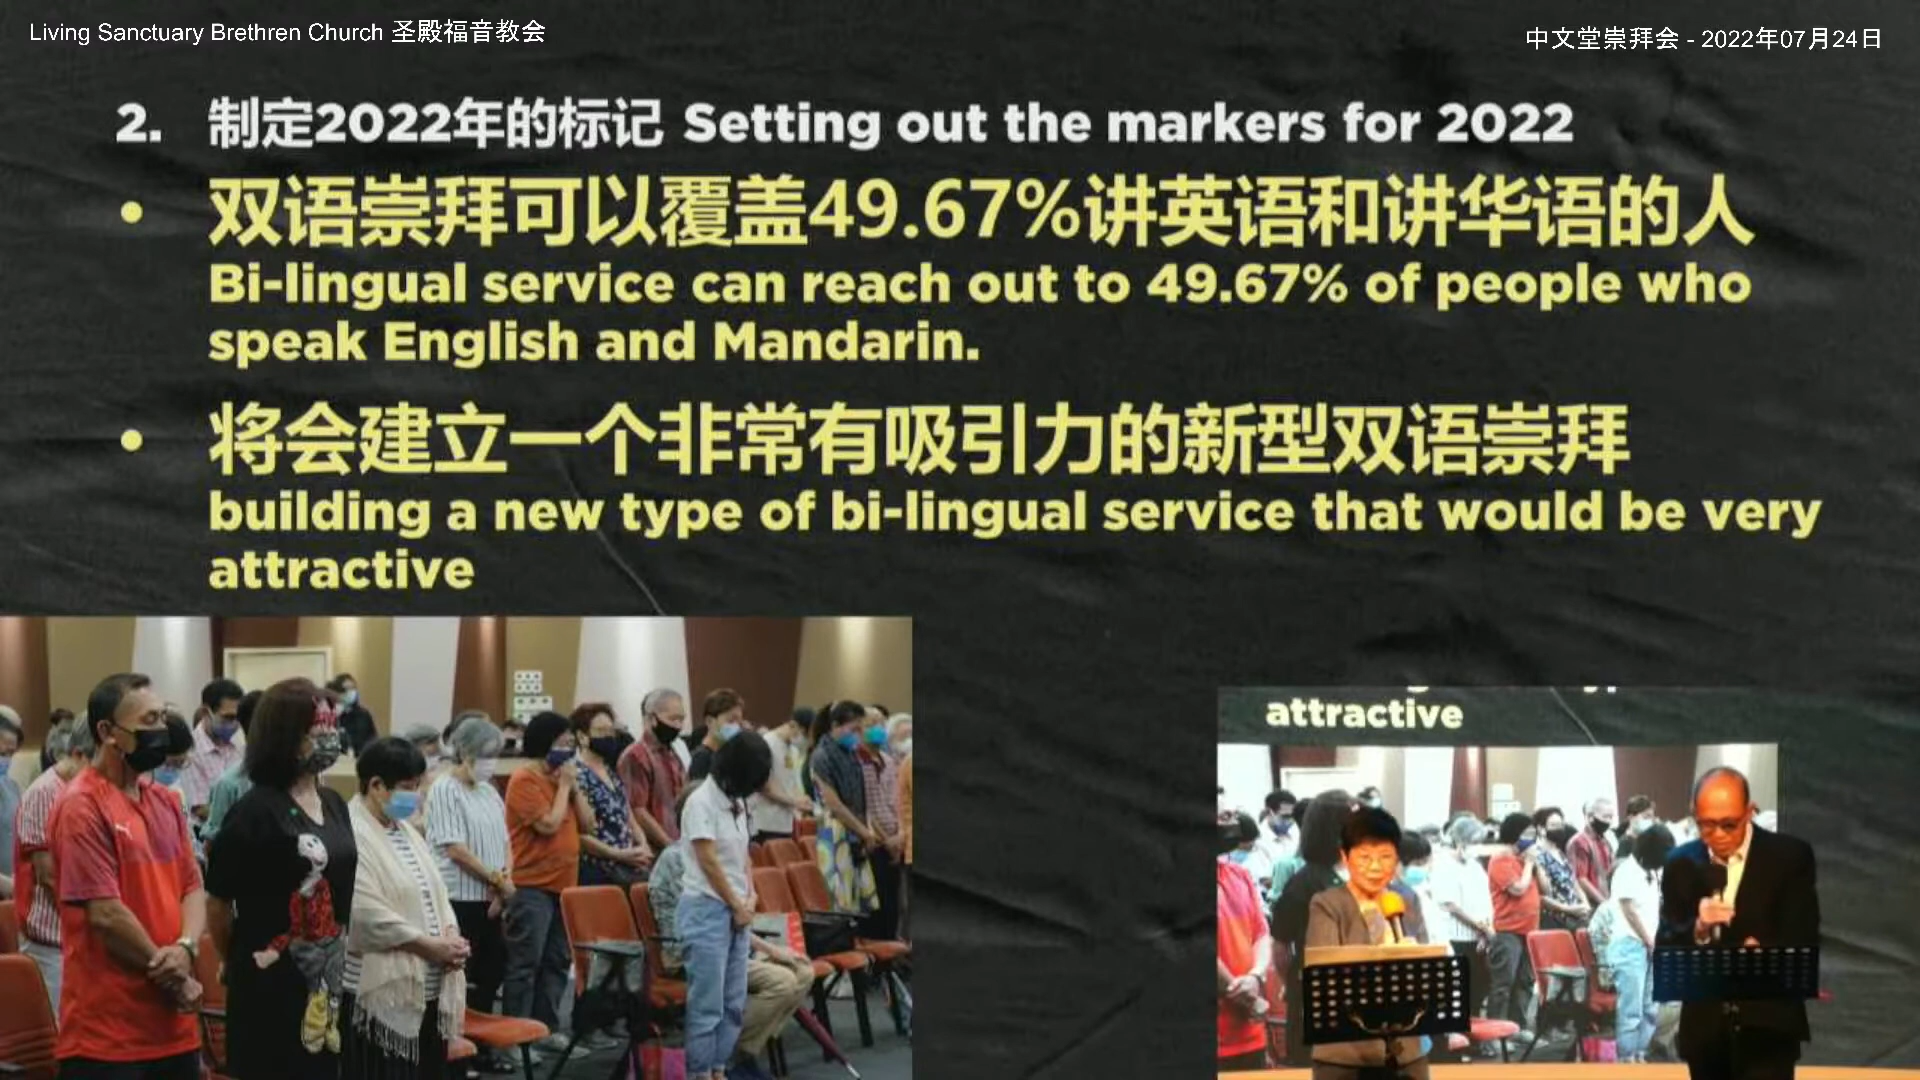 Living Sanctuary Brethren Church 圣殿福音教会
中文堂崇拜会 - 2022年07月24日
2. 制定2022年的标记 Setting out the markers for 2022
• 双语崇拜可以覆盖49.67%讲英语和讲华语的人
Bi-lingual service can reach out to 49.67% of people who
speak English and Mandarin.
• 将会建立一个非常有吸引力的新型双语崇拜
building a new type of bi-lingual service that would be very
attractive
attractive